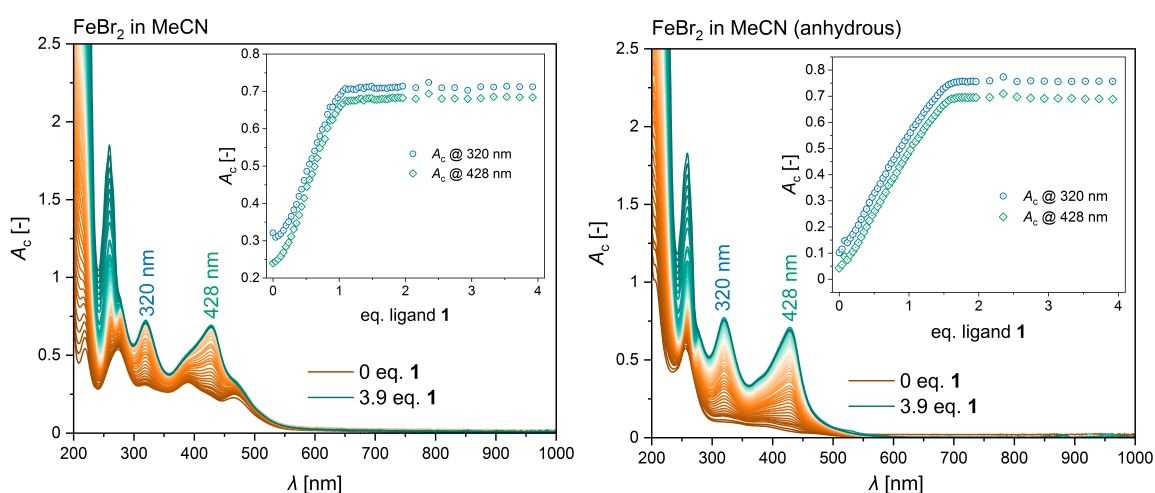 FeBr₂ in MeCN
2.5
2
1.5
1
0.5
0
A_c [-]
200 300 400 500 600 700 800 900 1000
λ [nm]
320 nm
428 nm
0 eq. 1
3.9 eq. 1
0.8
0.7
0.6
0.5
0.4
0.3
0.2
A_c [-]
0 1 2 3 4
eq. ligand 1
A_c @ 320 nm
A_c @ 428 nm
FeBr₂ in MeCN (anhydrous)
2.5
2
1.5
1
0.5
0
A_c [-]
200 300 400 500 600 700 800 900 1000
λ [nm]
320 nm
428 nm
0 eq. 1
3.9 eq. 1
0.8
0.7
0.6
0.5
0.4
0.3
0.2
0.1
0
A_c [-]
0 1 2 3 4
eq. ligand 1
A_c @ 320 nm
A_c @ 428 nm